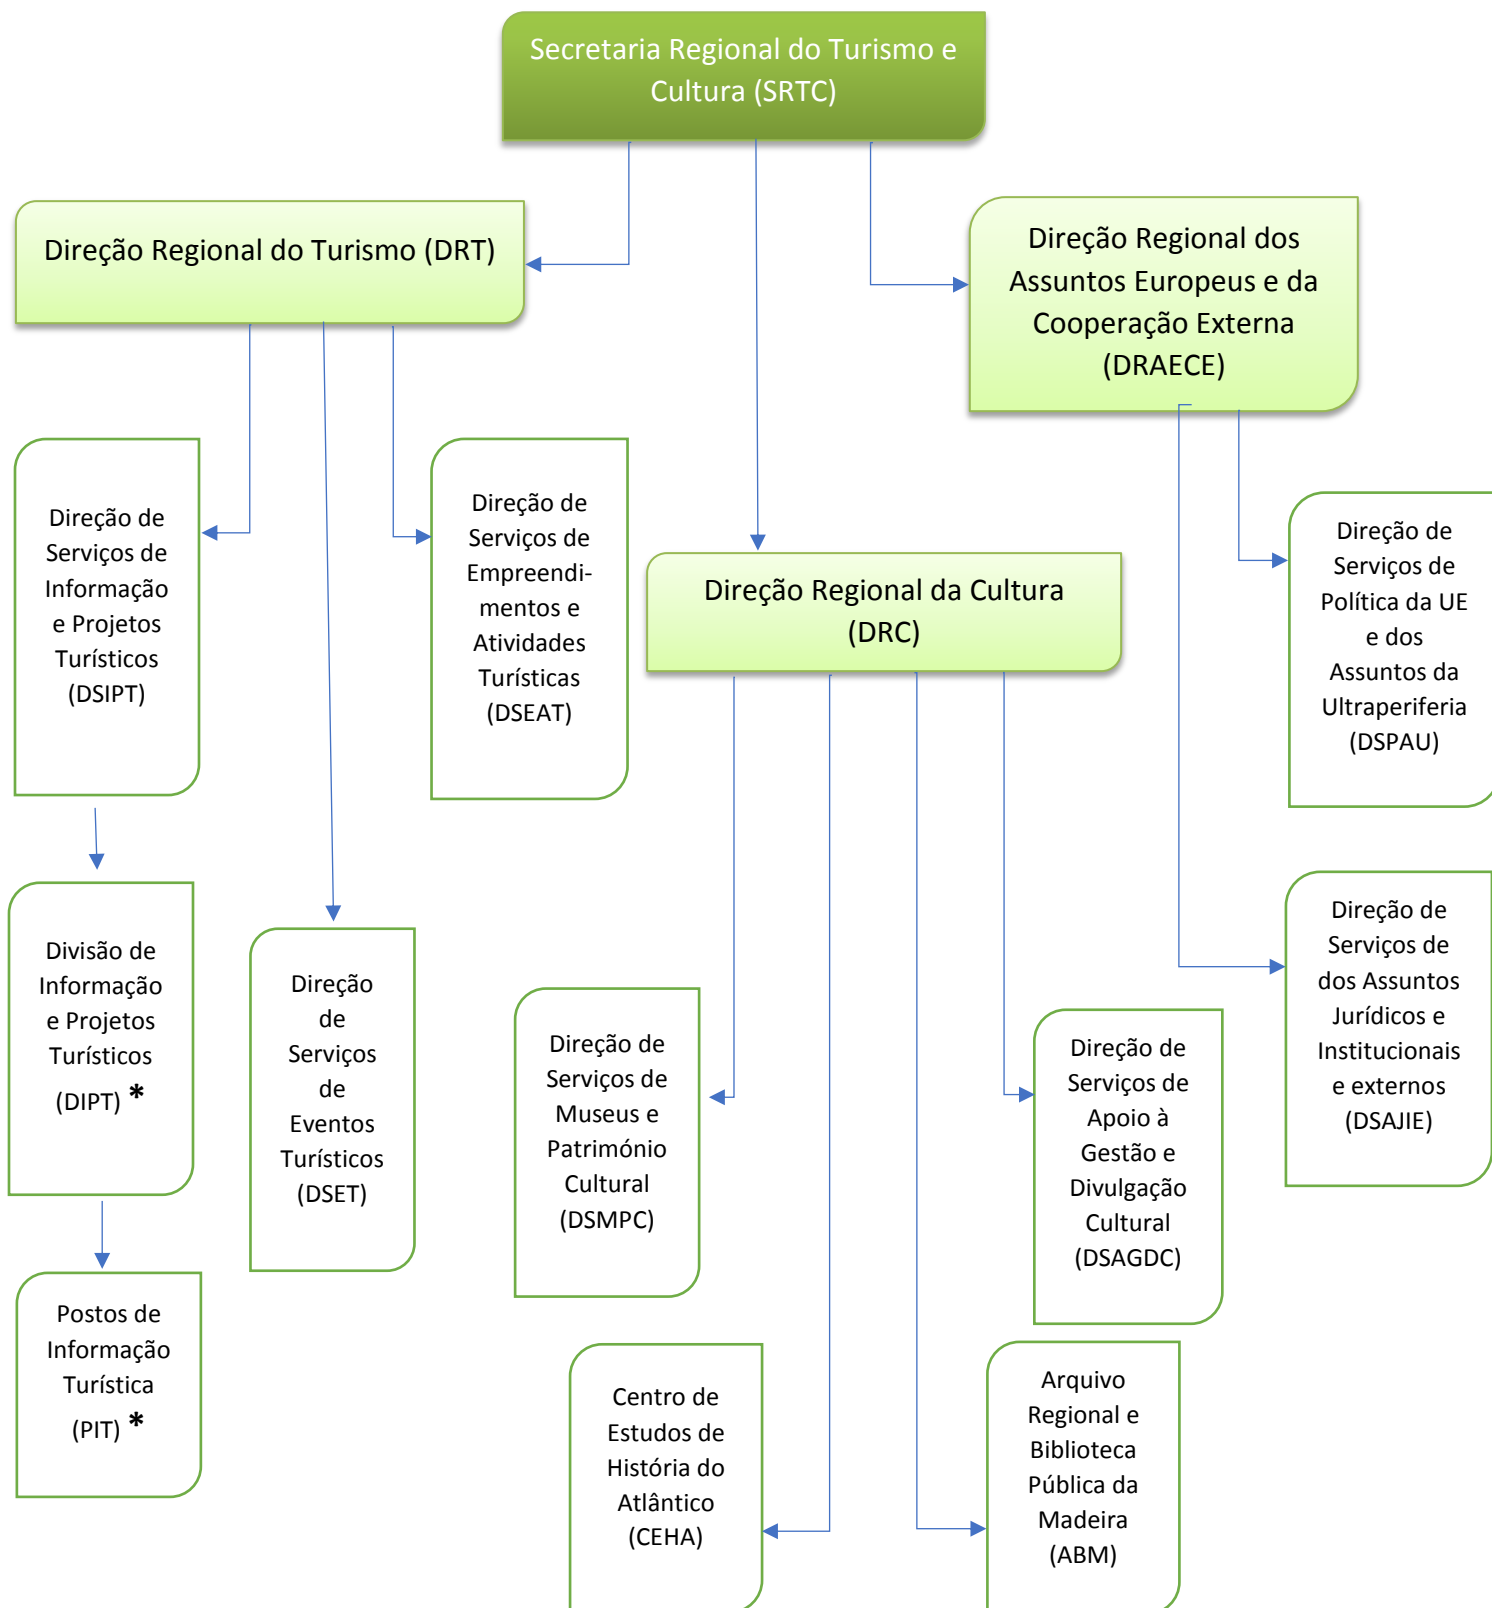 Secretaria Regional do Turismo e
Cultura (SRTC)
Direção Regional do Turismo (DRT)
Direção Regional dos
Assuntos Europeus e da
Cooperação Externa
(DRAECE)
Direção de
Serviços de
Informação
e Projetos
Turísticos
(DSIPT)
Direção de
Serviços de
Empreendi-
mentos e
Atividades
Turísticas
(DSEAT)
Direção Regional da Cultura
(DRC)
Direção de
Serviços de
Política da UE
e dos
Assuntos da
Ultraperiferia
(DSPAU)
Divisão de
Informação
e Projetos
Turísticos
(DIPT) *
Direção
de
Serviços
de
Eventos
Turísticos
(DSET)
Direção de
Serviços de
Museus e
Património
Cultural
(DSMPC)
Direção de
Serviços de
Apoio à
Gestão e
Divulgação
Cultural
(DSAGDC)
Direção de
Serviços de
dos Assuntos
Jurídicos e
Institucionais
e externos
(DSAJIE)
Postos de
Informação
Turística
(PIT) *
Centro de
Estudos de
História do
Atlântico
(CEHA)
Arquivo
Regional e
Biblioteca
Pública da
Madeira
(ABM)